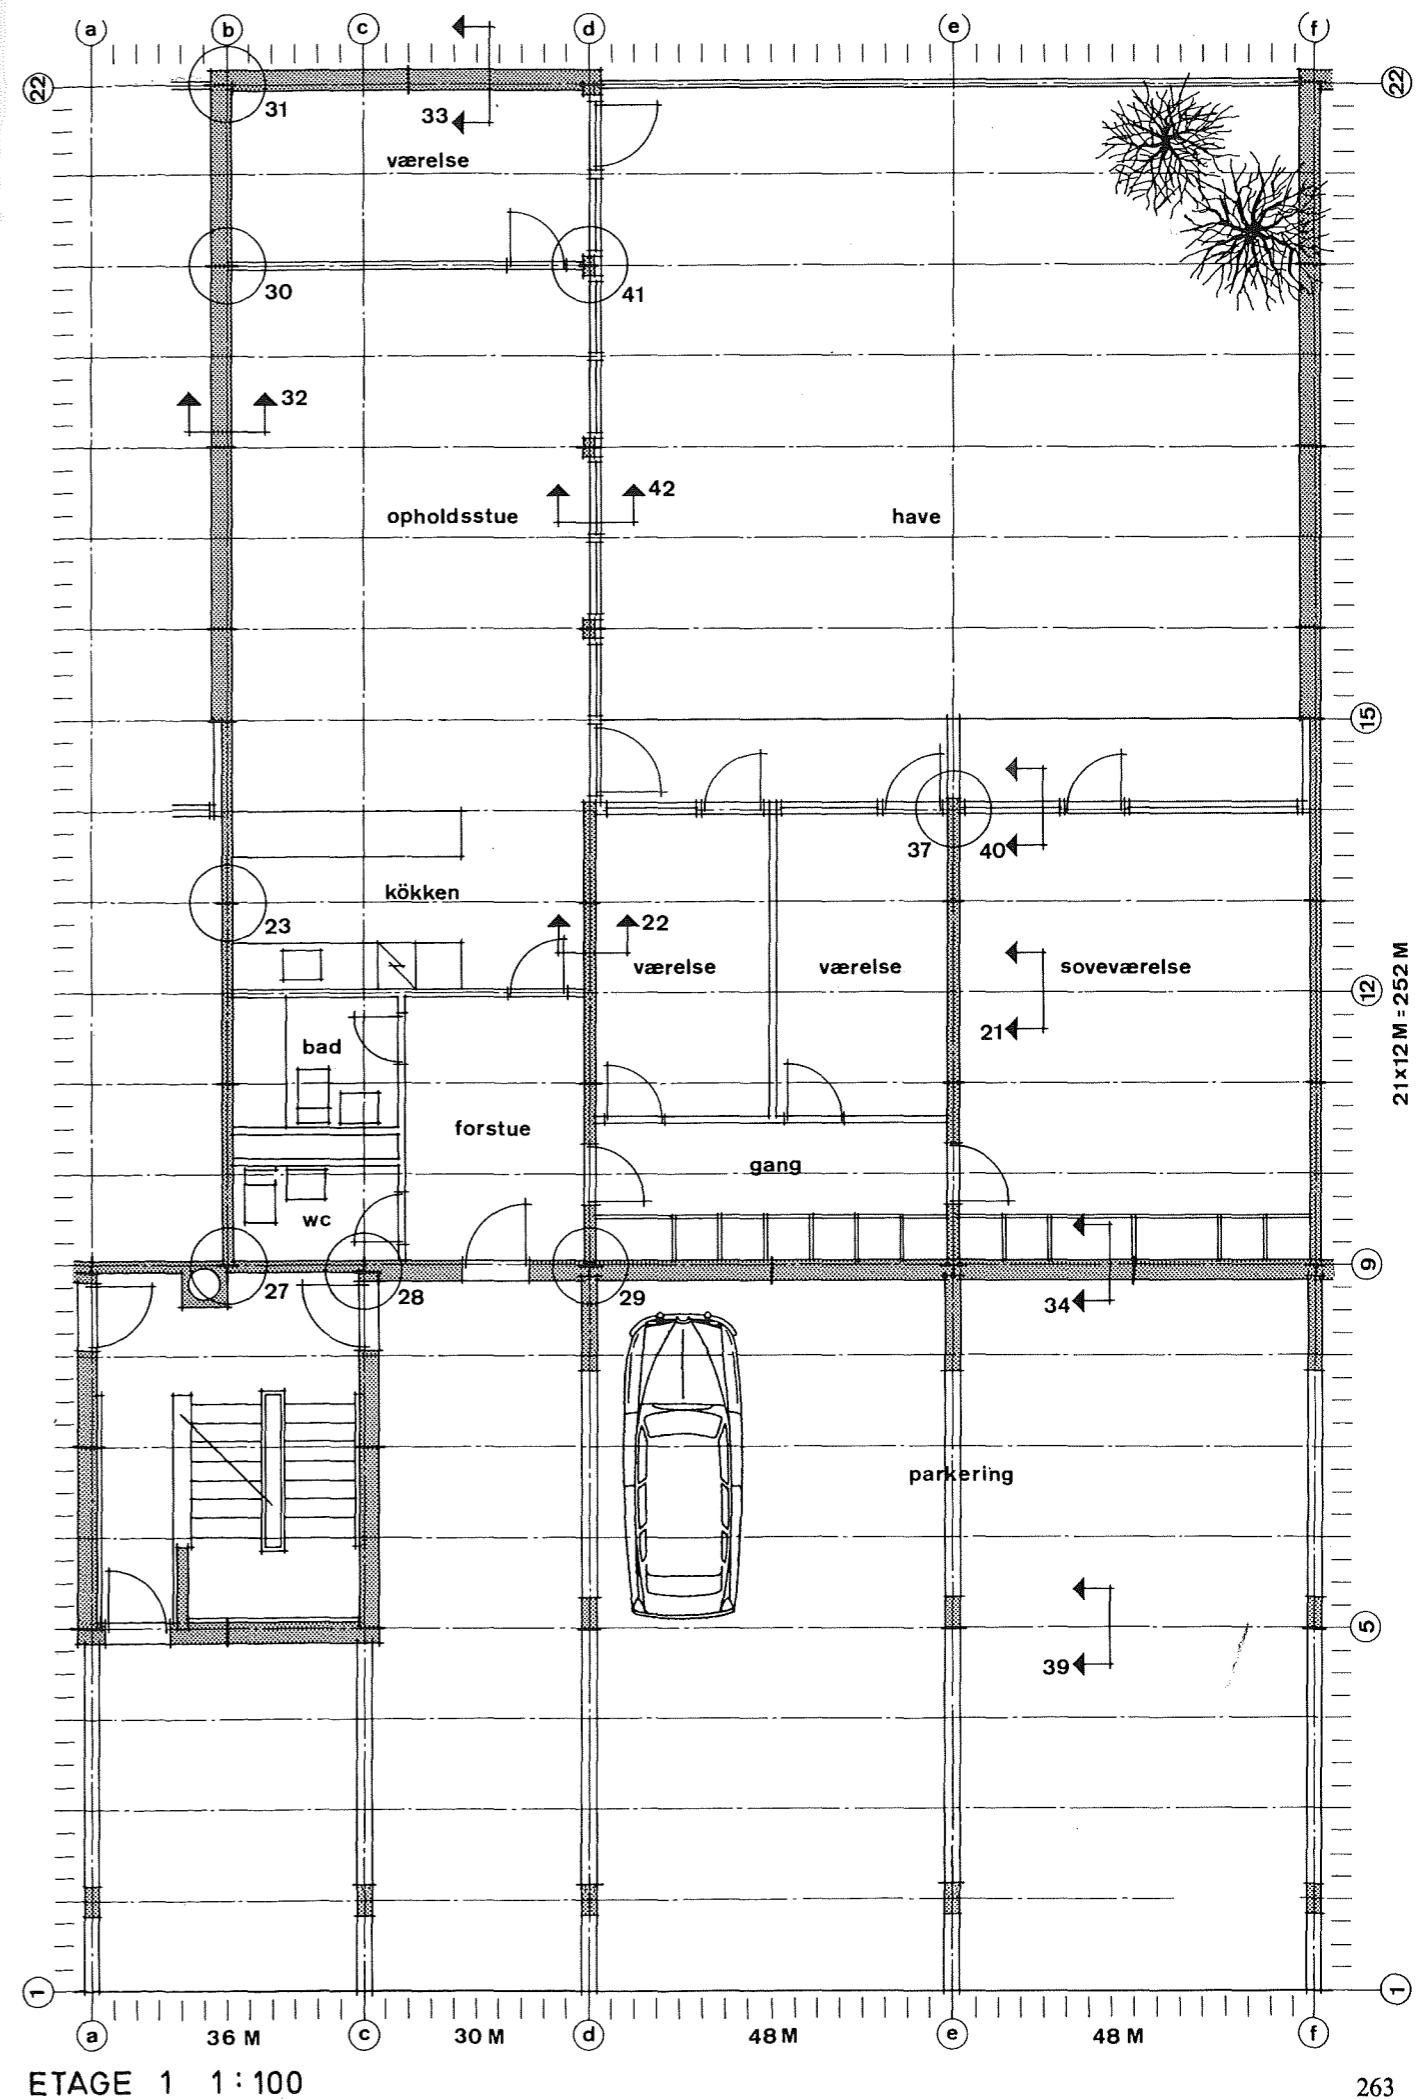 a b c d e f
22 22
31 33
værelse
30 41
32
42
opholdsstue have
15
37 40
kökken
23 22
værelse værelse soveværelse
12
21
21x12M=252M
bad
forstue
gang
wc
9
27 28 29 34
parkering
5
39
1 1
a 36 M c 30 M d 48 M e 48 M f
ETAGE 1 1:100
263